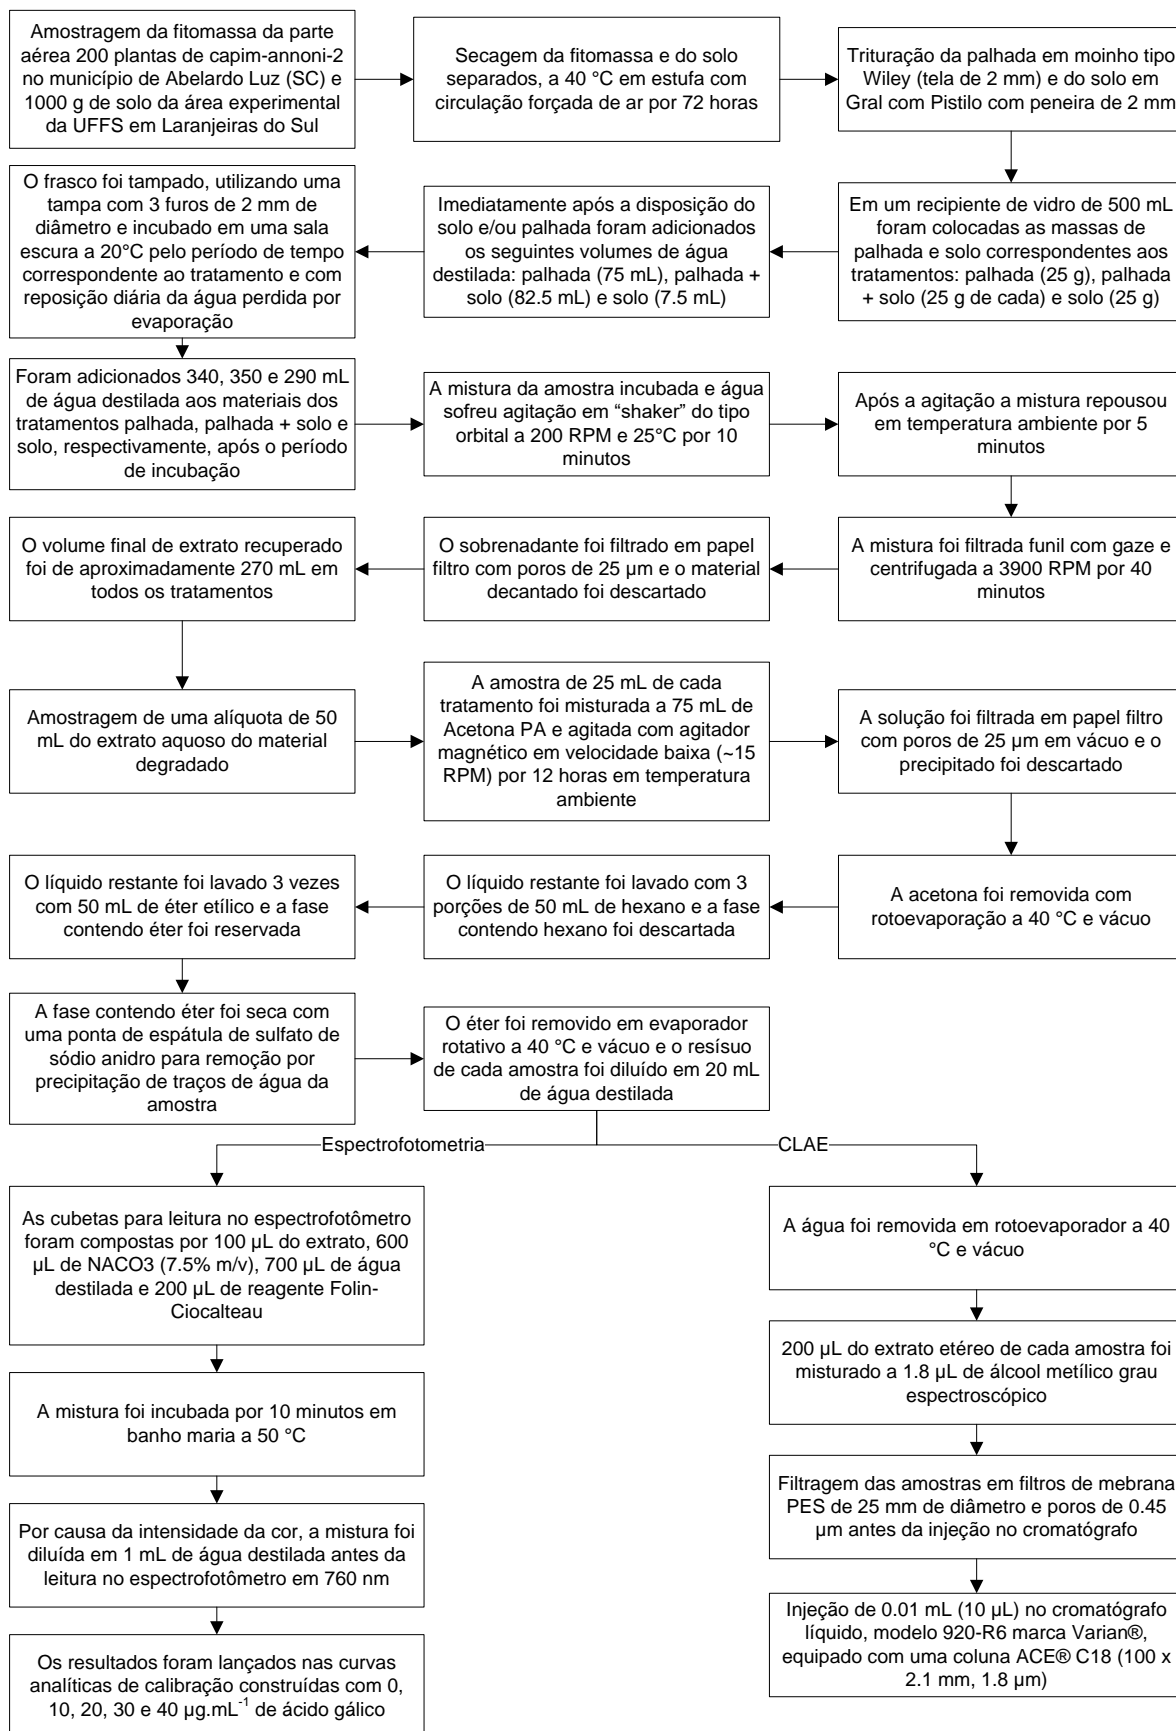 Amostragem da fitomassa da parte
aérea 200 plantas de capim-annoni-2
no município de Abelardo Luz (SC) e
1000 g de solo da área experimental
da UFFS em Laranjeiras do Sul
Secagem da fitomassa e do solo
separados, a 40 °C em estufa com
circulação forçada de ar por 72 horas
Trituração da palhada em moinho tipo
Wiley (tela de 2 mm) e do solo em
Gral com Pistilo com peneira de 2 mm
Em um recipiente de vidro de 500 mL
foram colocadas as massas de
palhada e solo correspondentes aos
tratamentos: palhada (25 g), palhada
+ solo (25 g de cada) e solo (25 g)
Imediatamente após a disposição do
solo e/ou palhada foram adicionados
os seguintes volumes de água
destilada: palhada (75 mL), palhada +
solo (82.5 mL) e solo (7.5 mL)
O frasco foi tampado, utilizando uma
tampa com 3 furos de 2 mm de
diâmetro e incubado em uma sala
escura a 20°C pelo período de tempo
correspondente ao tratamento e com
reposição diária da água perdida por
evaporação
Foram adicionados 340, 350 e 290 mL
de água destilada aos materiais dos
tratamentos palhada, palhada + solo e
solo, respectivamente, após o período
de incubação
A mistura da amostra incubada e água
sofreu agitação em “shaker” do tipo
orbital a 200 RPM e 25°C por 10
minutos
Após a agitação a mistura repousou
em temperatura ambiente por 5
minutos
A mistura foi filtrada funil com gaze e
centrifugada a 3900 RPM por 40
minutos
O sobrenadante foi filtrado em papel
filtro com poros de 25 µm e o material
decantado foi descartado
O volume final de extrato recuperado
foi de aproximadamente 270 mL em
todos os tratamentos
Amostragem de uma alíquota de 50
mL do extrato aquoso do material
degradado
A amostra de 25 mL de cada
tratamento foi misturada a 75 mL de
Acetona PA e agitada com agitador
magnético em velocidade baixa (~15
RPM) por 12 horas em temperatura
ambiente
A solução foi filtrada em papel filtro
com poros de 25 µm em vácuo e o
precipitado foi descartado
A acetona foi removida com
rotoevaporação a 40 °C e vácuo
O líquido restante foi lavado com 3
porções de 50 mL de hexano e a fase
contendo hexano foi descartada
O líquido restante foi lavado 3 vezes
com 50 mL de éter etílico e a fase
contendo éter foi reservada
A fase contendo éter foi seca com
uma ponta de espátula de sulfato de
sódio anidro para remoção por
precipitação de traços de água da
amostra
O éter foi removido em evaporador
rotativo a 40 °C e vácuo e o resísuo
de cada amostra foi diluído em 20 mL
de água destilada
Espectrofotometria
CLAE
As cubetas para leitura no espectrofotômetro
foram compostas por 100 µL do extrato, 600
µL de NACO3 (7.5% m/v), 700 µL de água
destilada e 200 µL de reagente Folin-
Ciocalteau
A mistura foi incubada por 10 minutos em
banho maria a 50 °C
Por causa da intensidade da cor, a mistura foi
diluída em 1 mL de água destilada antes da
leitura no espectrofotômetro em 760 nm
Os resultados foram lançados nas curvas
analíticas de calibração construídas com 0,
10, 20, 30 e 40 µg.mL⁻¹ de ácido gálico
A água foi removida em rotoevaporador a 40
°C e vácuo
200 µL do extrato etéreo de cada amostra foi
misturado a 1.8 µL de álcool metílico grau
espectroscópico
Filtragem das amostras em filtros de mebrana
PES de 25 mm de diâmetro e poros de 0.45
µm antes da injeção no cromatógrafo
Injeção de 0.01 mL (10 µL) no cromatógrafo
líquido, modelo 920-R6 marca Varian®,
equipado com uma coluna ACE® C18 (100 x
2.1 mm, 1.8 µm)